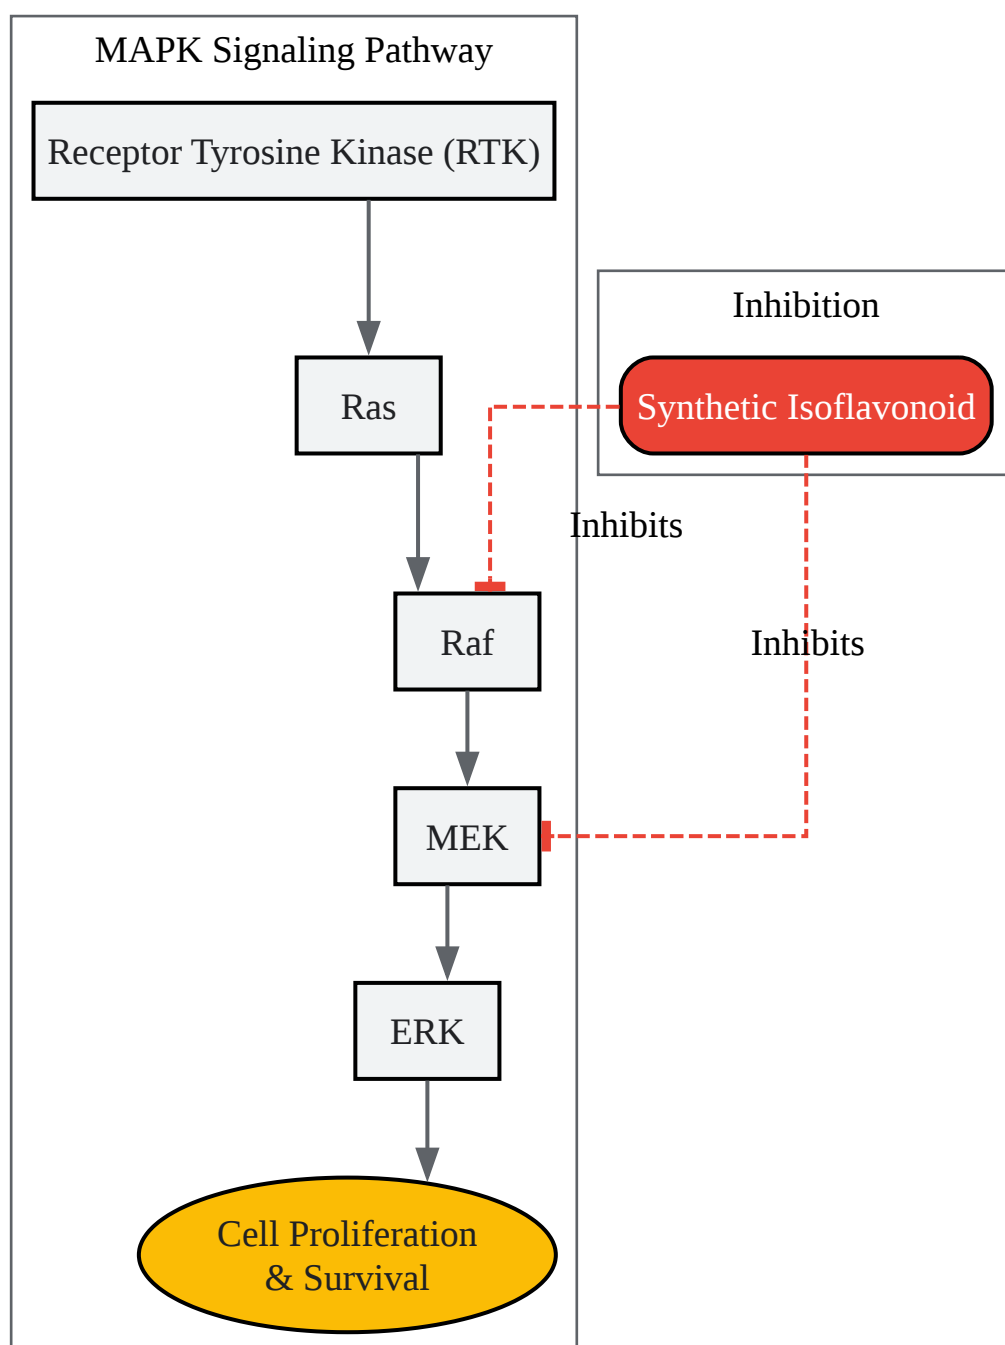 MAPK Signaling Pathway
Receptor Tyrosine Kinase (RTK)
Inhibition
Ras
Synthetic Isoflavonoid
Inhibits
Raf
Inhibits
MEK
ERK
Cell Proliferation
& Survival